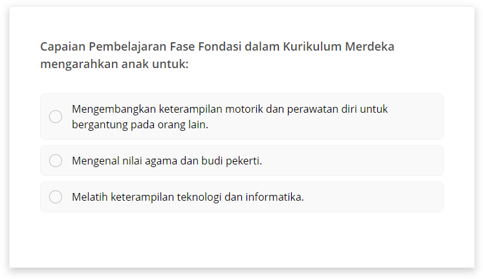 Capaian Pembelajaran Fase Fondasi dalam Kurikulum Merdeka
mengarahkan anak untuk:
Mengembangkan keterampilan motorik dan perawatan diri untuk
bergantung pada orang lain.
Mengenal nilai agama dan budi pekerti.
Melatih keterampilan teknologi dan informatika.